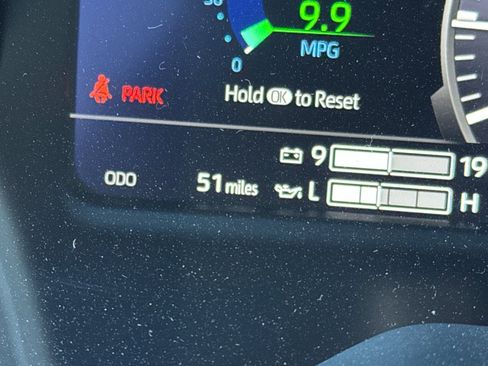 9.9
MPG
0
Hold OK to Reset
PARK
9 19
ODO 51 miles
L H